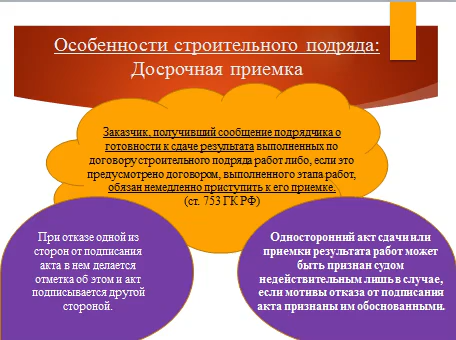 Особенности строительного подряда:
Досрочная приемка
Заказчик, получивший сообщение подрядчика о
готовности к сдаче результата выполненных по
договору строительного подряда работ либо, если это
предусмотрено договором, выполненного этапа работ,
обязан немедленно приступить к его приемке.
(ст. 753 ГК РФ)
При отказе одной из
сторон от подписания
акта в нем делается
отметка об этом и акт
подписывается другой
стороной.
Односторонний акт сдачи или
приемки результата работ может
быть признан судом
недействительным лишь в случае,
если мотивы отказа от подписания
акта признаны им обоснованными.